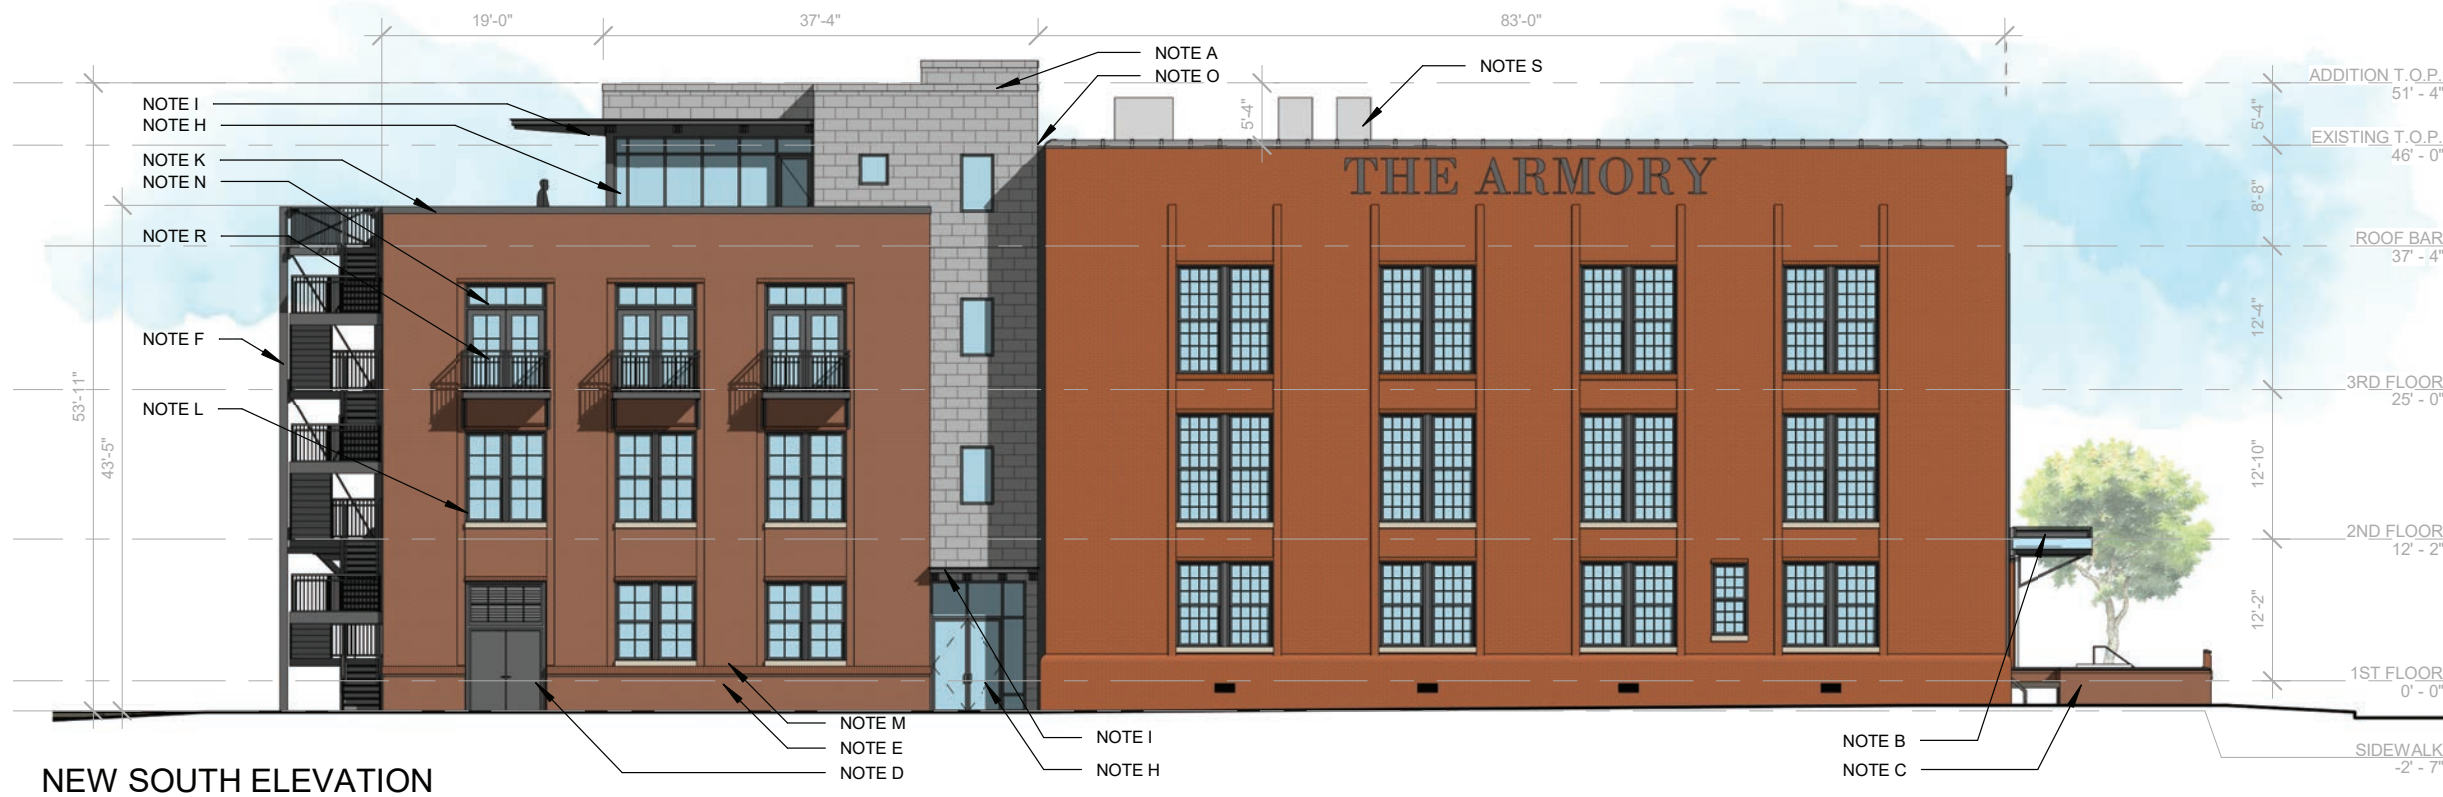 19'-0"
37'-4"
83'-0"
NOTE A
NOTE O
NOTE S
ADDITION T.O.P.
51' - 4"
NOTE I
NOTE H
5'-4"
5'-4"
EXISTING T.O.P.
46' - 0"
NOTE K
NOTE N
THE ARMORY
8'-8"
NOTE R
ROOF BAR
37' - 4"
NOTE F
12'-4"
53'-11"
3RD FLOOR
25' - 0"
NOTE L
43'-5"
12'-10"
2ND FLOOR
12' - 2"
12'-2"
1ST FLOOR
0' - 0"
NOTE M
NOTE E
NOTE D
NOTE I
NOTE H
NOTE B
NOTE C
SIDEWALK
-2' - 7"
NEW SOUTH ELEVATION